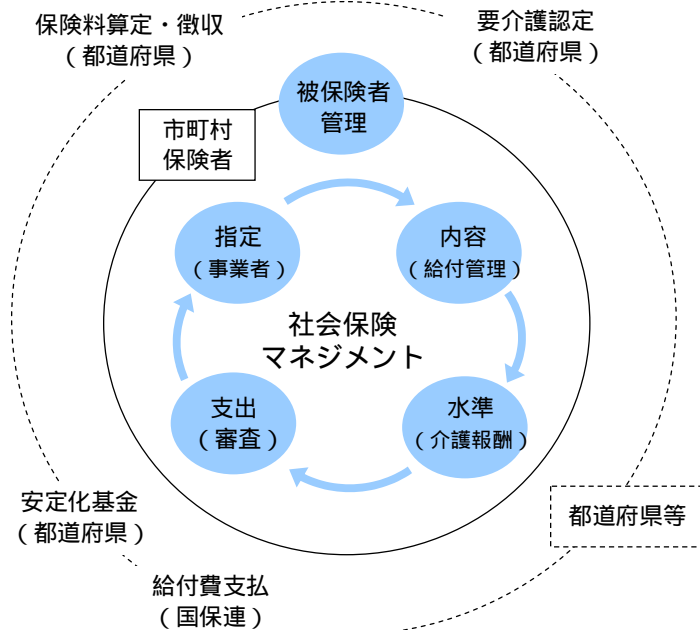 保険料算定・徴収
（都道府県）
要介護認定
（都道府県）
被保険者
管理
市町村
保険者
指定
（事業者）
内容
（給付管理）
社会保険
マネジメント
支出
（審査）
水準
（介護報酬）
安定化基金
（都道府県）
都道府県等
給付費支払
（国保連）